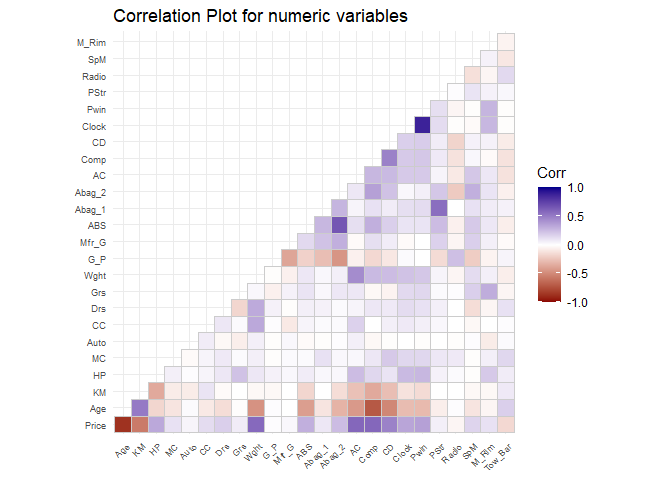 Correlation Plot for numeric variables
M_Rim
SpM
Radio
PStr
Pwin
Clock
CD
Comp
AC
Abag_2
Abag_1
ABS
Mfr_G
G_P
Wght
Grs
Drs
CC
Auto
MC
HP
KM
Age
Price
Age
KM
HP
MC
Auto
CC
Drs
Grs
Wght
G_P
Mfr_G
ABS
Abag_1
Abag_2
AC
Comp
CD
Clock
Pwin
PStr
Radio
SpM
M_Rim
Tow_Bar
Corr
1.0
0.5
0.0
-0.5
-1.0